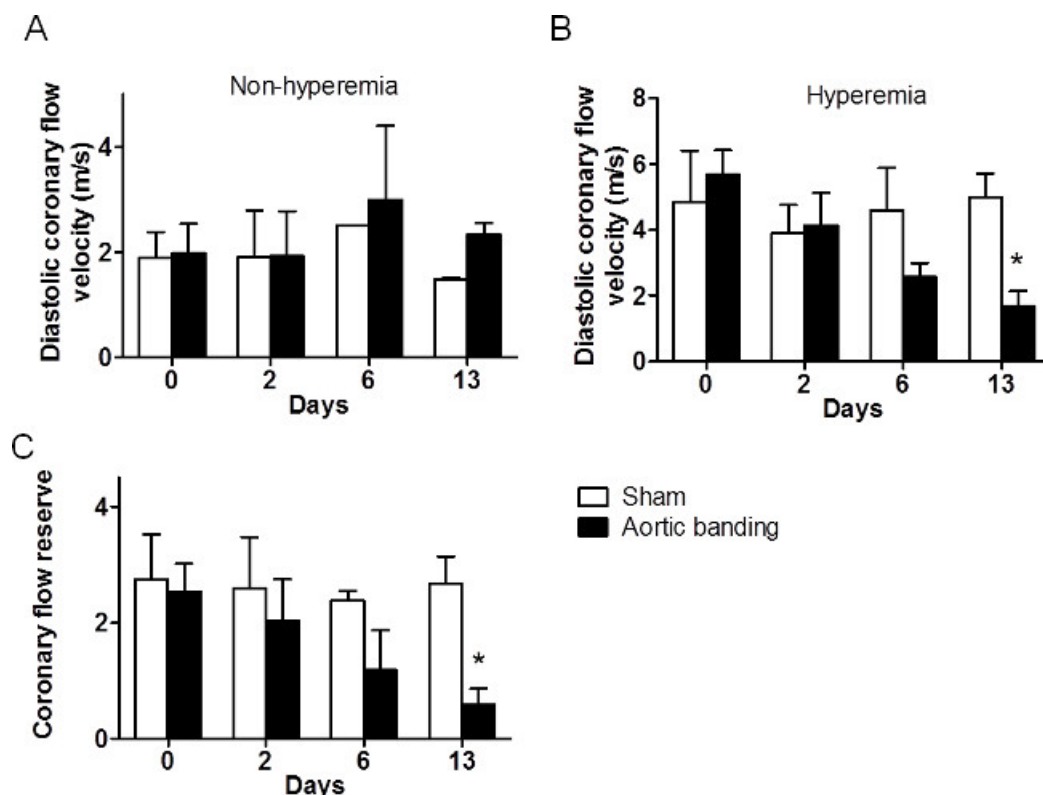 A
Non-hyperemia
Diastolic coronary flow
velocity (m/s)
4
2
0
0 2 6 13
Days
B
Hyperemia
Diastolic coronary flow
velocity (m/s)
8
6
4
2
0
*
0 2 6 13
Days
C
Coronary flow reserve
4
2
0
*
0 2 6 13
Days
Sham
Aortic banding